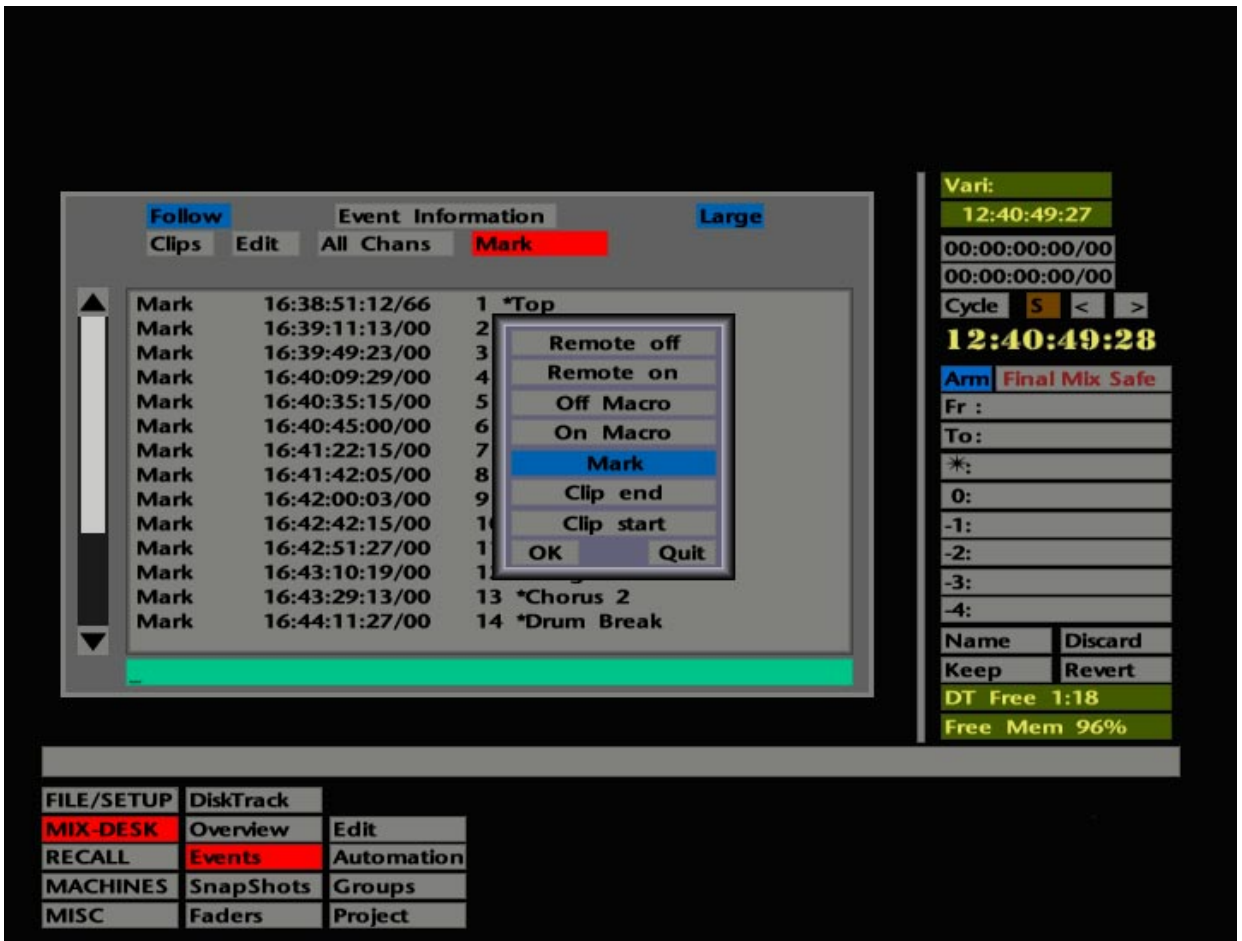 Follow Event Information Large
Clips Edit All Chans Mark
Mark 16:38:51:12/66 1 *Top
Mark 16:39:11:13/00 2
Mark 16:39:49:23/00 3
Mark 16:40:09:29/00 4
Mark 16:40:35:15/00 5
Mark 16:40:45:00/00 6
Mark 16:41:22:15/00 7
Mark 16:41:42:05/00 8
Mark 16:42:00:03/00 9
Mark 16:42:42:15/00
Mark 16:42:51:27/00
Mark 16:43:10:19/00
Mark 16:43:29:13/00 13 *Chorus 2
Mark 16:44:11:27/00 14 *Drum Break
Remote off
Remote on
Off Macro
On Macro
Mark
Clip end
Clip start
OK Quit
Vari:
12:40:49:27
00:00:00:00/00
00:00:00:00/00
Cycle S < >
12:40:49:28
Arm Final Mix Safe
Fr :
To:
*:
0:
-1:
-2:
-3:
-4:
Name Discard
Keep Revert
DT Free 1:18
Free Mem 96%
FILE/SETUP DiskTrack
MIX-DESK Overview Edit
RECALL Events Automation
MACHINES SnapShots Groups
MISC Faders Project